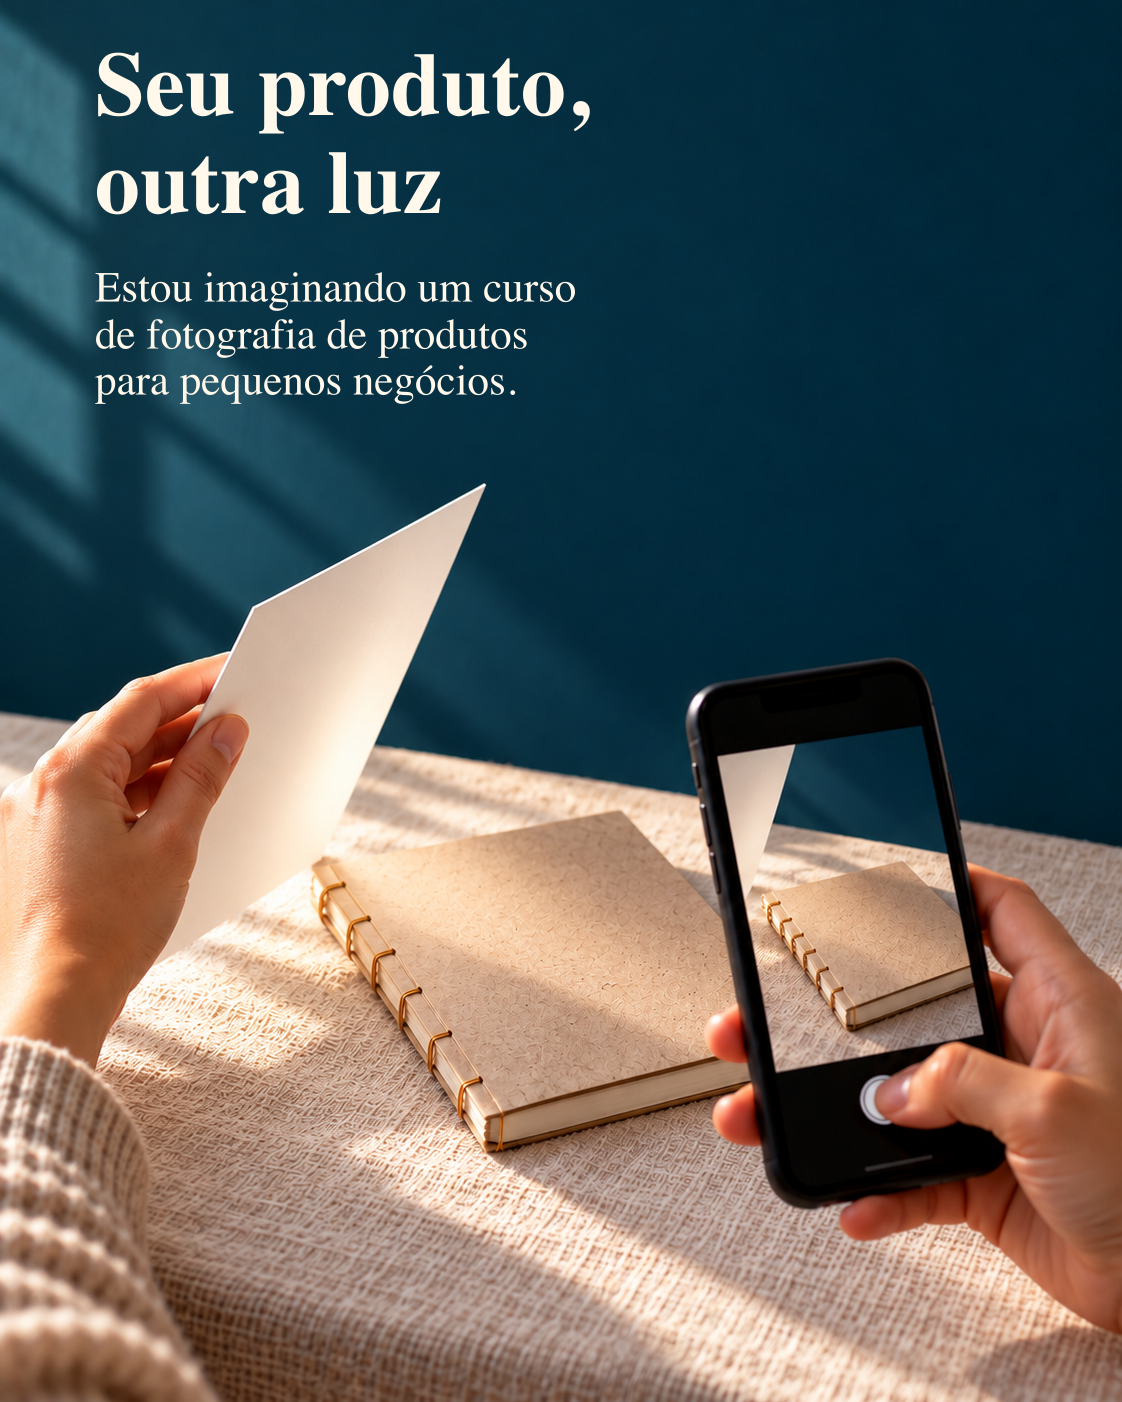 Seu produto,
outra luz
Estou imaginando um curso
de fotografia de produtos
para pequenos negócios.